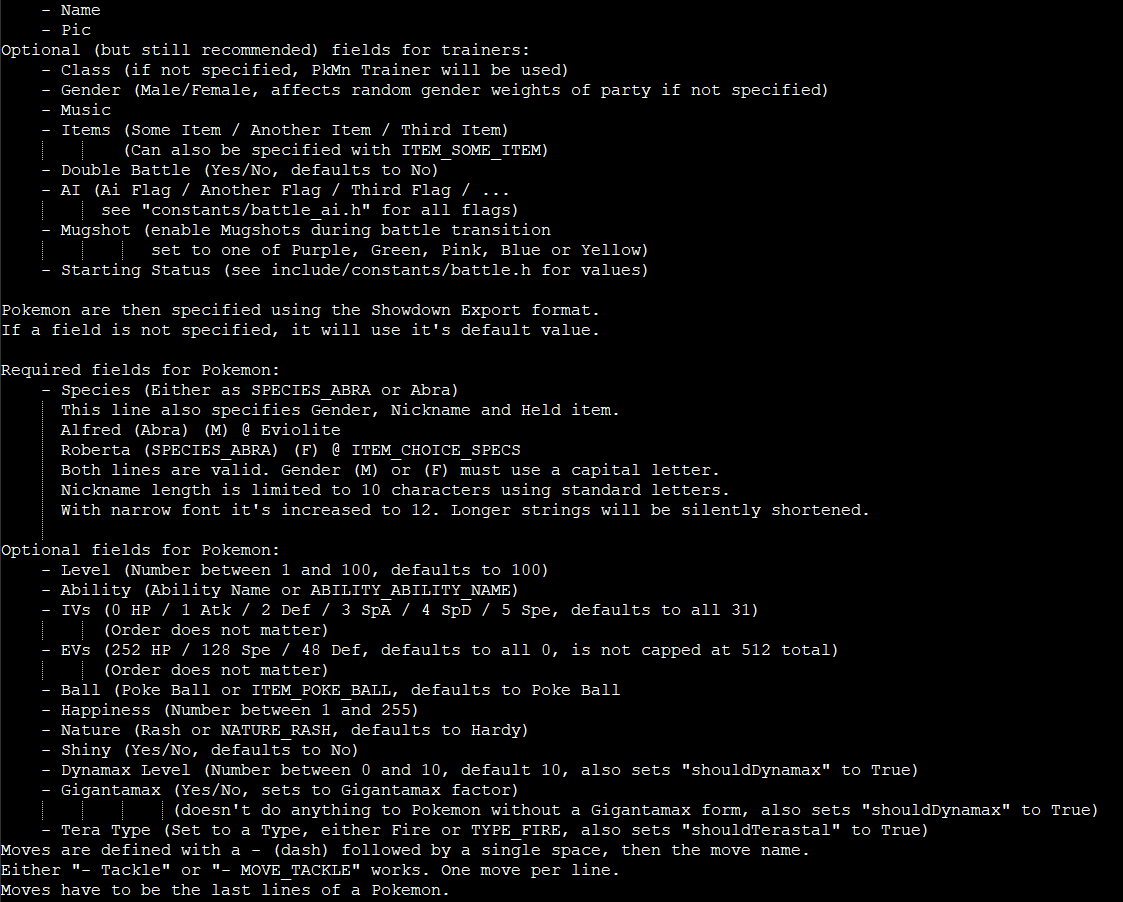 - Name
- Pic
Optional (but still recommended) fields for trainers:
- Class (if not specified, PkMn Trainer will be used)
- Gender (Male/Female, affects random gender weights of party if not specified)
- Music
- Items (Some Item / Another Item / Third Item)
(Can also be specified with ITEM_SOME_ITEM)
- Double Battle (Yes/No, defaults to No)
- AI (Ai Flag / Another Flag / Third Flag / ...
see "constants/battle_ai.h" for all flags)
- Mugshot (enable Mugshots during battle transition
set to one of Purple, Green, Pink, Blue or Yellow)
- Starting Status (see include/constants/battle.h for values)
Pokemon are then specified using the Showdown Export format.
If a field is not specified, it will use it's default value.
Required fields for Pokemon:
- Species (Either as SPECIES_ABRA or Abra)
This line also specifies Gender, Nickname and Held item.
Alfred (Abra) (M) @ Eviolite
Roberta (SPECIES_ABRA) (F) @ ITEM_CHOICE_SPECS
Both lines are valid. Gender (M) or (F) must use a capital letter.
Nickname length is limited to 10 characters using standard letters.
With narrow font it's increased to 12. Longer strings will be silently shortened.
Optional fields for Pokemon:
- Level (Number between 1 and 100, defaults to 100)
- Ability (Ability Name or ABILITY_ABILITY_NAME)
- IVs (0 HP / 1 Atk / 2 Def / 3 SpA / 4 SpD / 5 Spe, defaults to all 31)
(Order does not matter)
- EVs (252 HP / 128 Spe / 48 Def, defaults to all 0, is not capped at 512 total)
(Order does not matter)
- Ball (Poke Ball or ITEM_POKE_BALL, defaults to Poke Ball
- Happiness (Number between 1 and 255)
- Nature (Rash or NATURE_RASH, defaults to Hardy)
- Shiny (Yes/No, defaults to No)
- Dynamax Level (Number between 0 and 10, default 10, also sets "shouldDynamax" to True)
- Gigantamax (Yes/No, sets to Gigantamax factor)
(doesn't do anything to Pokemon without a Gigantamax form, also sets "shouldDynamax" to True)
- Tera Type (Set to a Type, either Fire or TYPE_FIRE, also sets "shouldTerastal" to True)
Moves are defined with a - (dash) followed by a single space, then the move name.
Either "- Tackle" or "- MOVE_TACKLE" works. One move per line.
Moves have to be the last lines of a Pokemon.